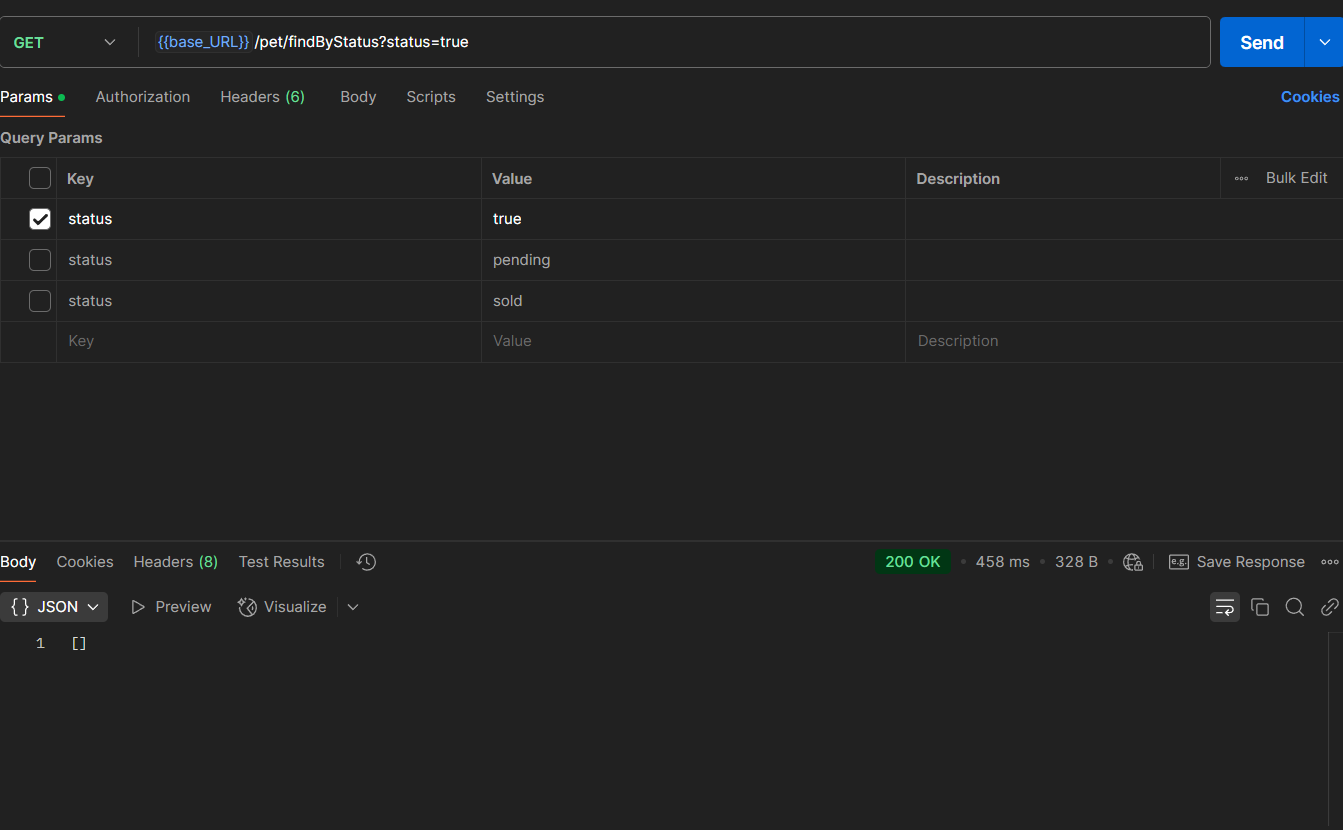 GET {{base_URL}} /pet/findByStatus?status=true Send
Params Authorization Headers (6) Body Scripts Settings Cookies
Query Params
Key Value Description Bulk Edit
status true
status pending
status sold
Key Value Description
Body Cookies Headers (8) Test Results 200 OK • 458 ms • 328 B • e.g. Save Response
{ } JSON Preview Visualize
1 []